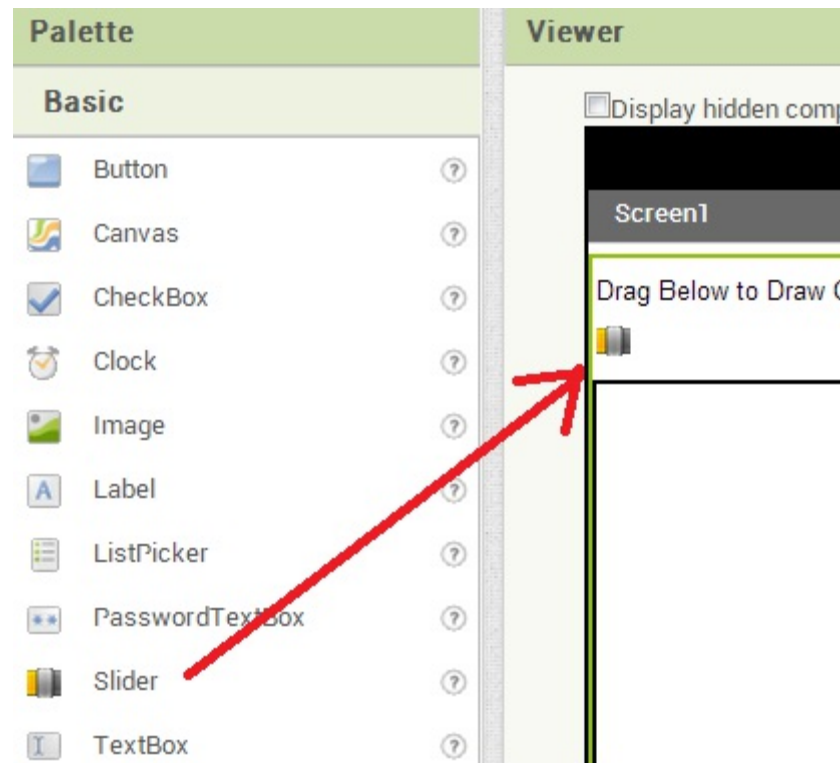 Palette
Basic
Button
Canvas
CheckBox
Clock
Image
Label
ListPicker
PasswordTextBox
Slider
TextBox
Viewer
Display hidden comp
Screen1
Drag Below to Draw